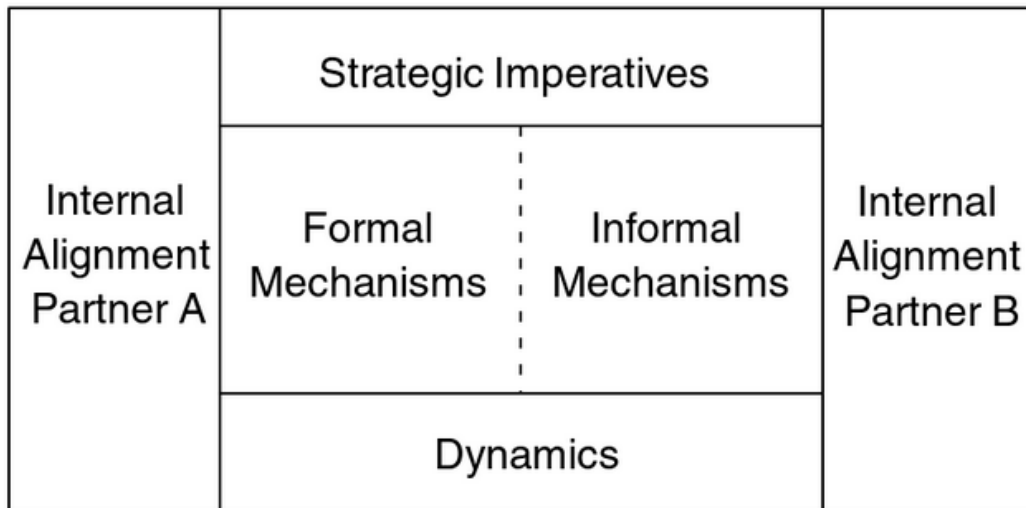 Strategic Imperatives
Internal
Alignment
Partner A
Formal
Mechanisms
Informal
Mechanisms
Internal
Alignment
Partner B
Dynamics